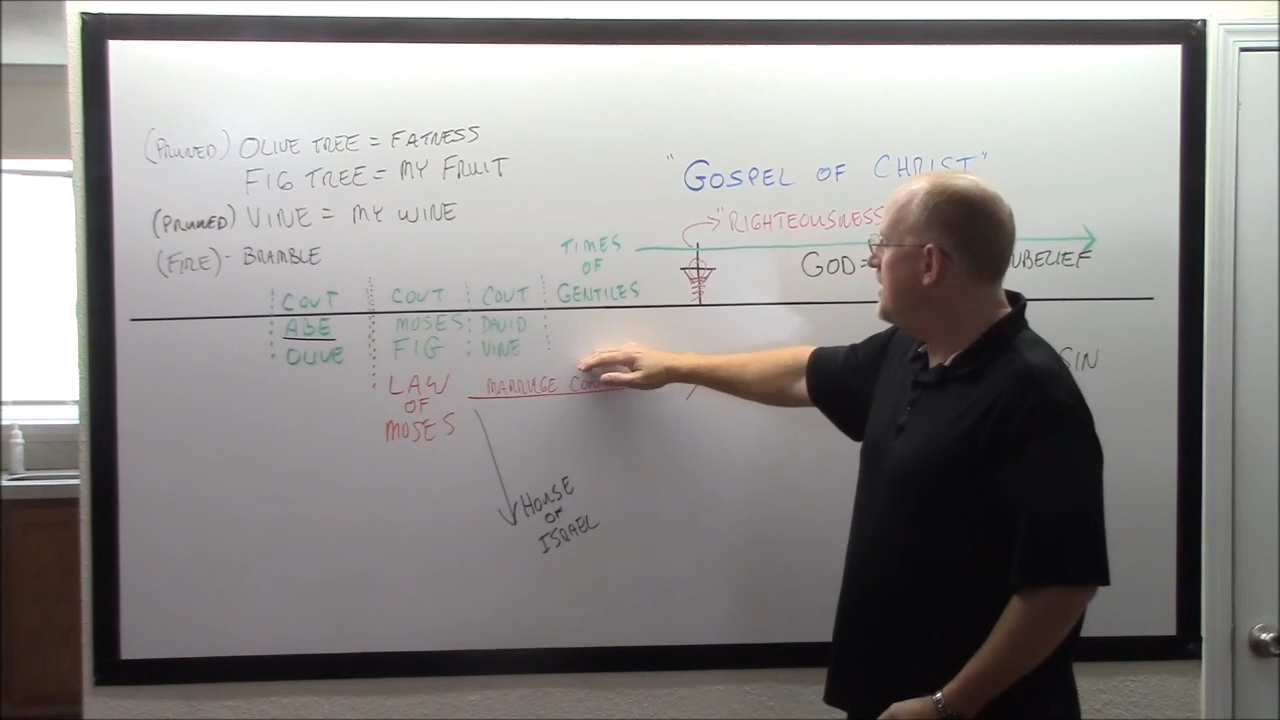 (PRUNED) OLIVE TREE = FATNESS
FIG TREE = MY FRUIT
(PRUNED) VINE = MY WINE
(FIRE) - BRAMBLE
"GOSPEL OF CHRIST"
"RIGHTEOUSNESS
GOD=
TIMES
OF
GENTILES
COVT
ABE
OLIVE
COVT
MOSES
FIG
COVT
DAVID
VINE
LAW
OF
MOSES
MARRIAGE
HOUSE
OF
ISRAEL
SIN